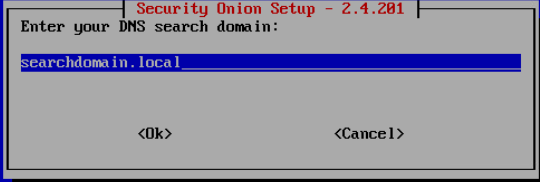 Security Onion Setup - 2.4.201
Enter your DNS search domain:
searchdomain.local
<Ok> <Cancel>